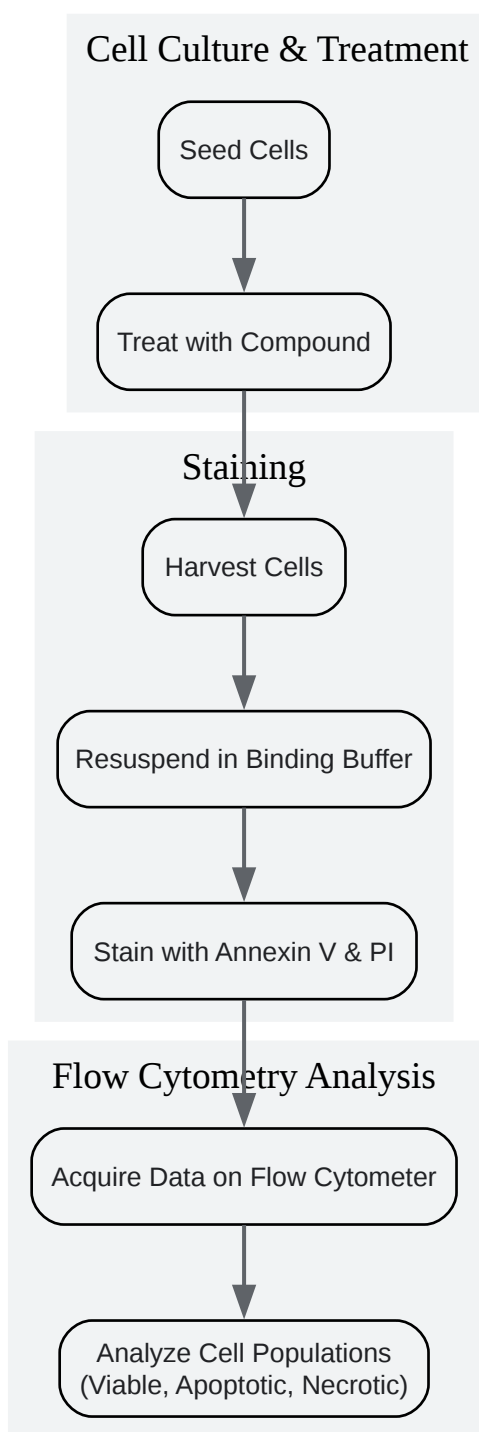 Cell Culture & Treatment
Seed Cells
Treat with Compound
Staining
Harvest Cells
Resuspend in Binding Buffer
Stain with Annexin V & PI
Flow Cytometry Analysis
Acquire Data on Flow Cytometer
Analyze Cell Populations
(Viable, Apoptotic, Necrotic)